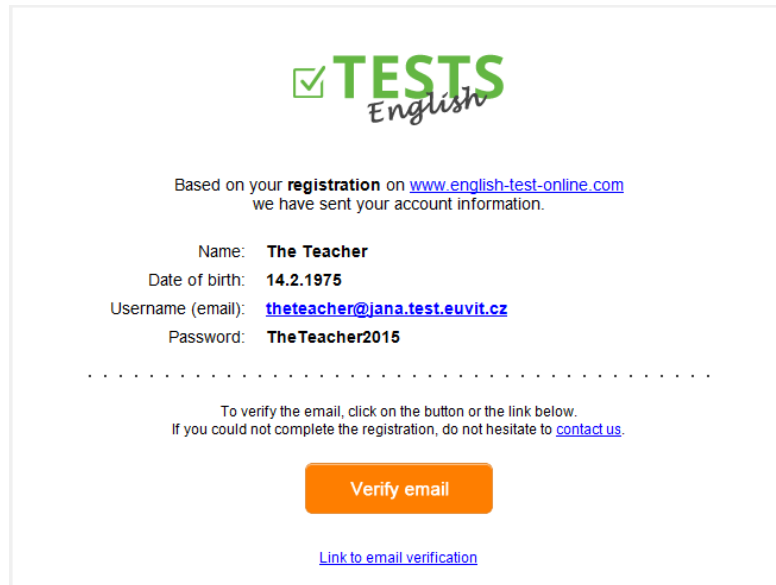 TESTS
English
Based on your registration on www.english-test-online.com
we have sent your account information.
Name: The Teacher
Date of birth: 14.2.1975
Username (email): theteacher@jana.test.euvit.cz
Password: TheTeacher2015
To verify the email, click on the button or the link below.
If you could not complete the registration, do not hesitate to contact us.
Verify email
Link to email verification